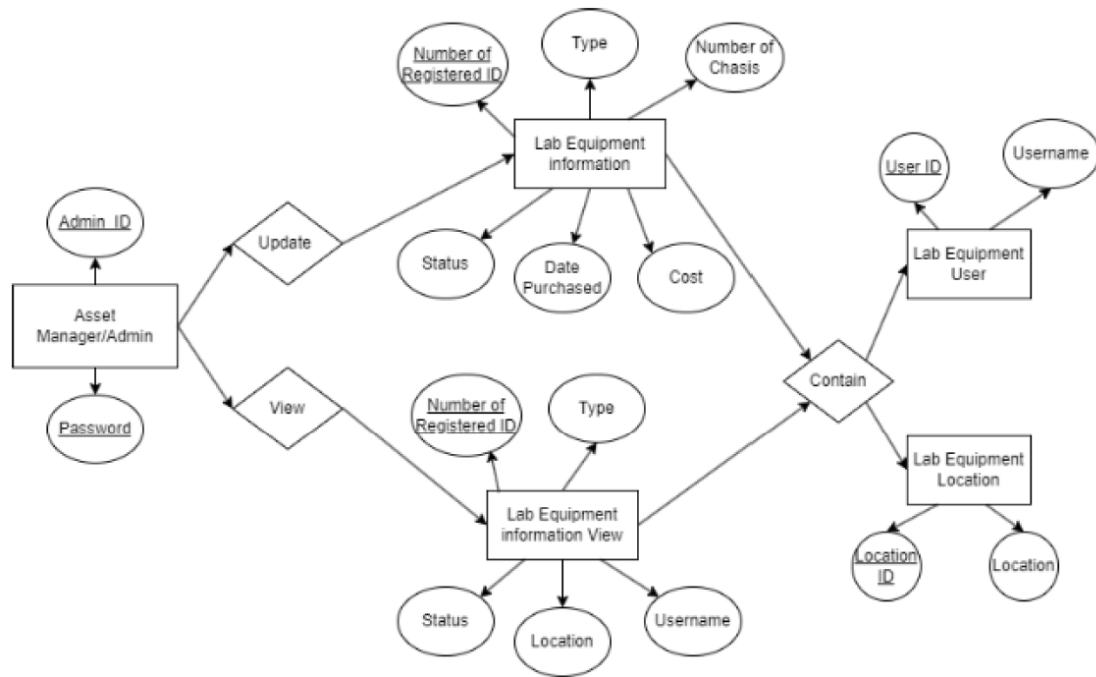 Number of
Registered ID
Type
Number of
Chasis
Lab Equipment
information
User ID
Username
Admin_ID
Update
Status
Date
Purchased
Cost
Lab Equipment
User
Asset
Manager/Admin
Contain
View
Password
Number of
Registered ID
Type
Lab Equipment
Location
Lab Equipment
information View
Location
ID
Location
Status
Location
Username